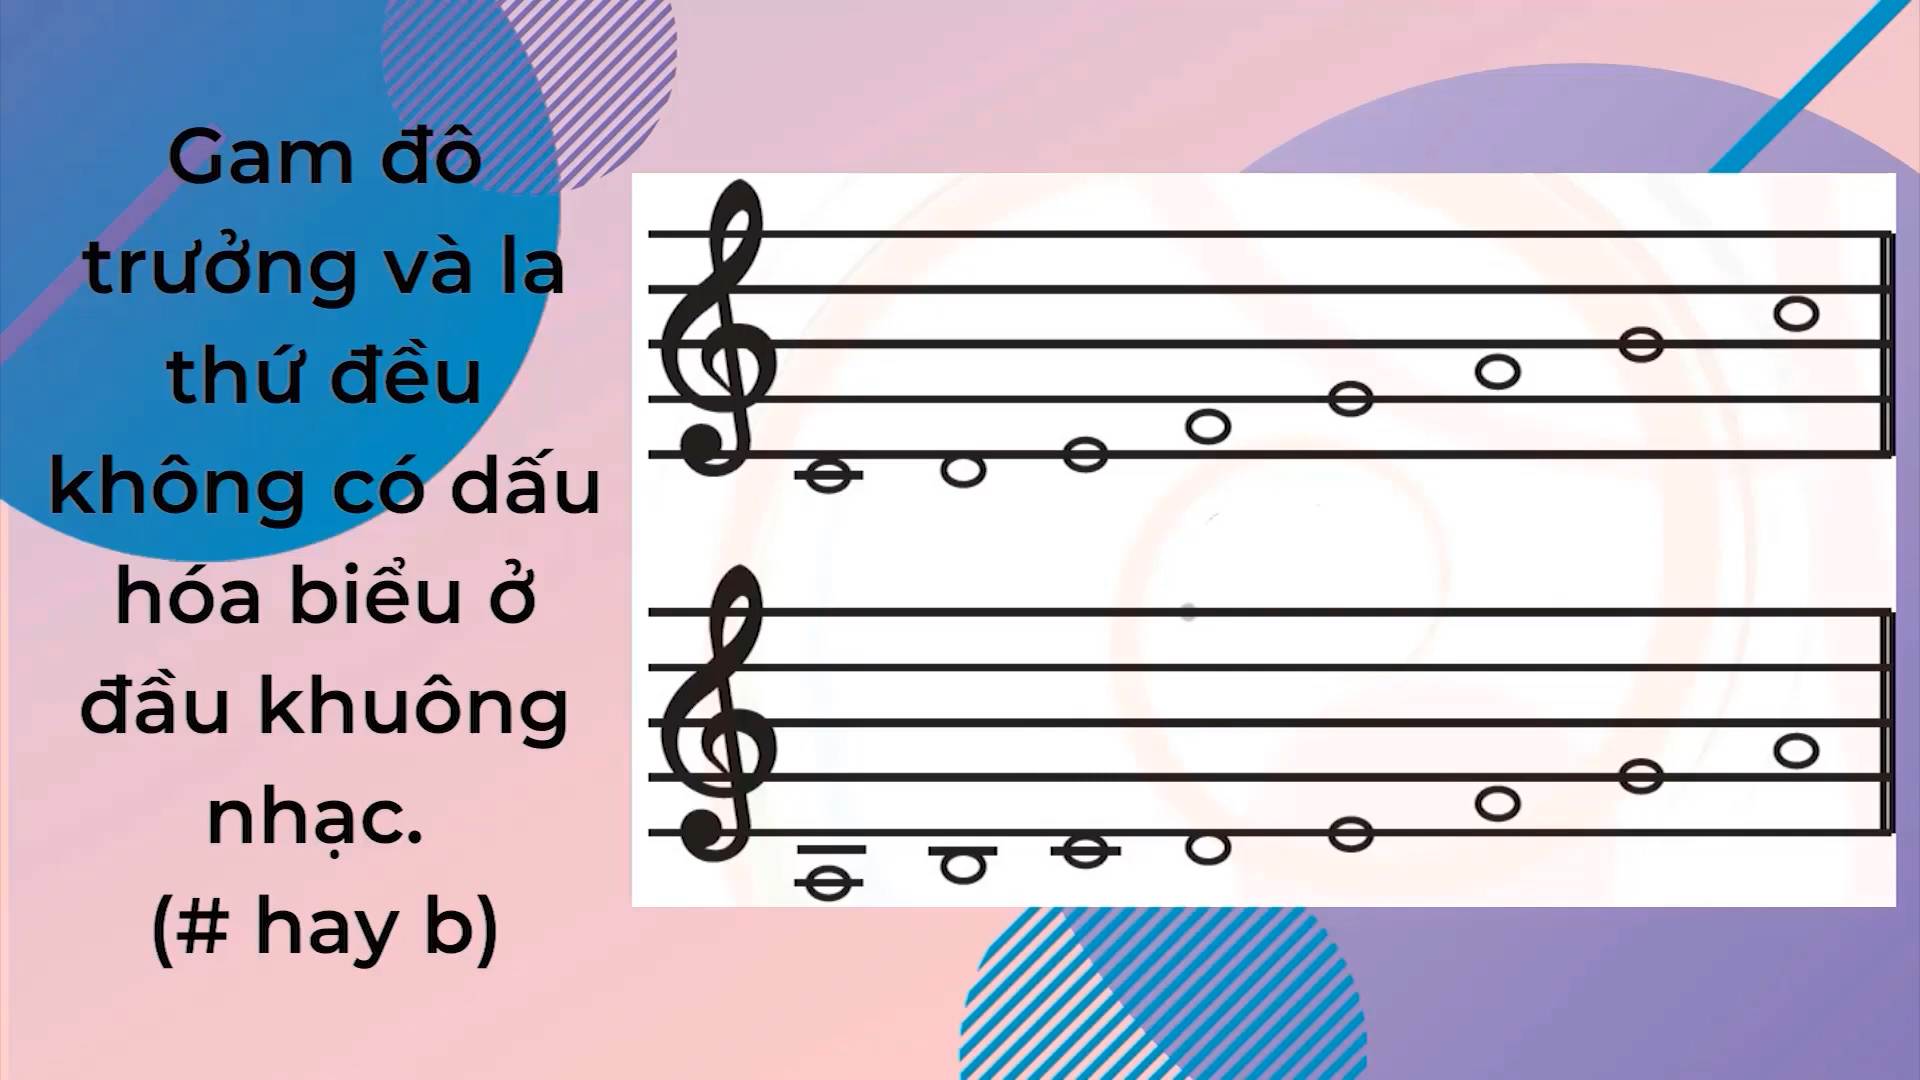 Gam đô
trưởng và la
thứ đều
không có dấu
hóa biểu ở
đầu khuông
nhạc.
(# hay b)